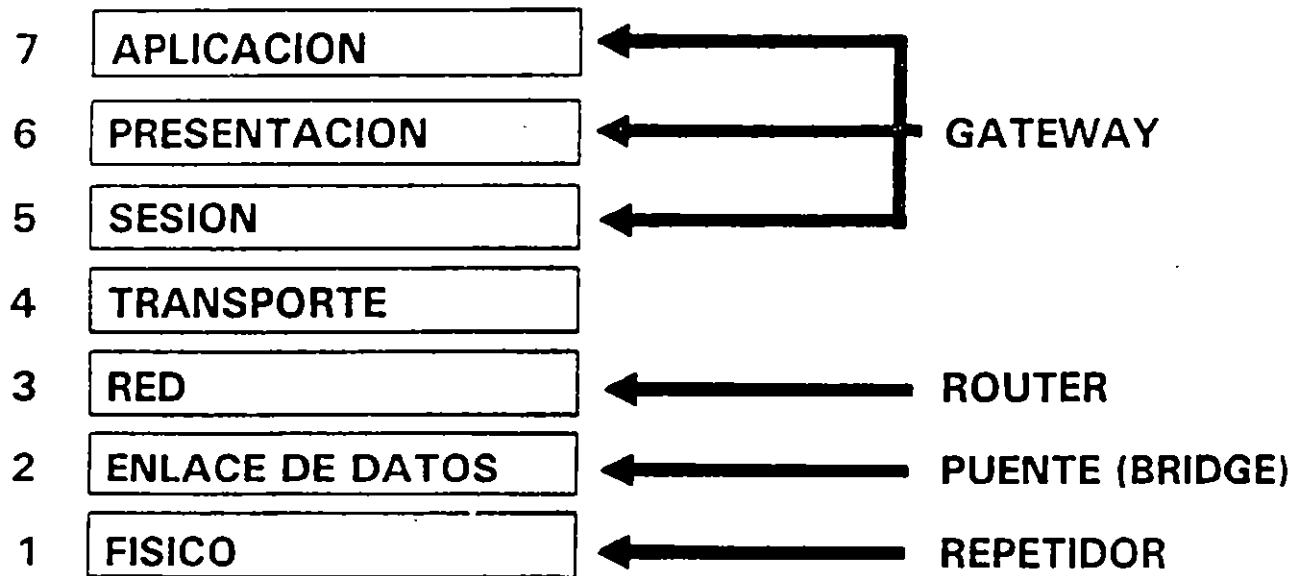 7 APLICACION
6 PRESENTACION GATEWAY
5 SESION
4 TRANSPORTE
3 RED ROUTER
2 ENLACE DE DATOS PUENTE (BRIDGE)
1 FISICO REPETIDOR